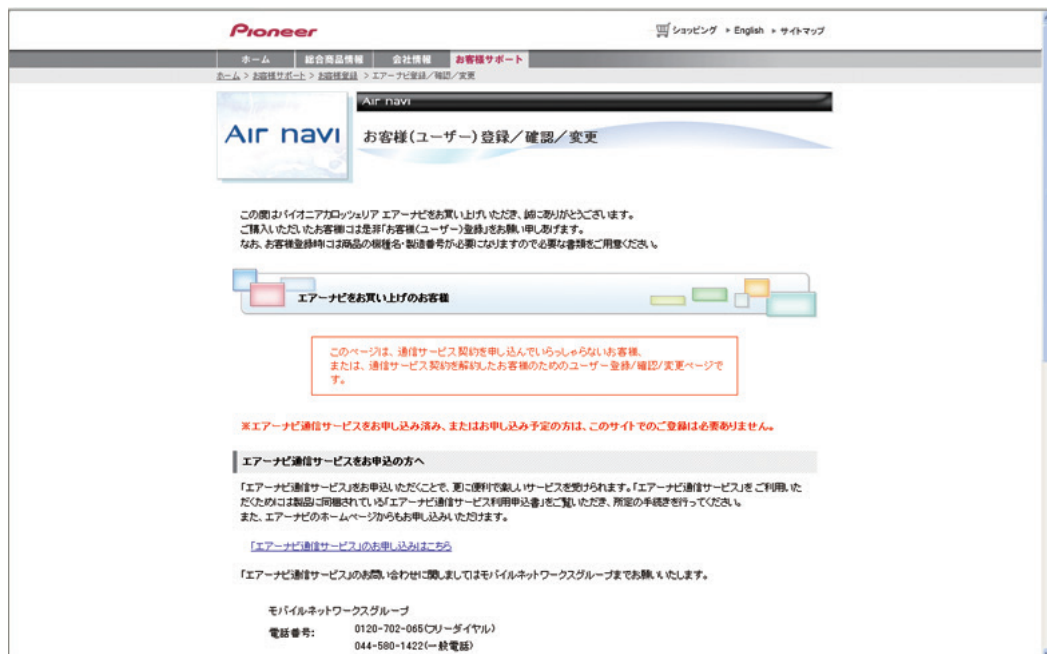 Pioneer
ショッピング ▸ English ▸ サイトマップ
ホーム 総合商品情報 会社情報 お客様サポート
ホーム > お客様サポート > お客様登録 > エアーナビ登録/確認/変更
Air navi
Air navi
お客様(ユーザー)登録/確認/変更
この度はパイオニアカロッツェリア エアーナビをお買い上げいただき、誠にありがとうございます。
ご購入いただいたお客様には是非「お客様(ユーザー)登録」をお願い申しあげます。
なお、お客様登録時には商品の機種名・製造番号が必要になりますので必要な書類をご用意ください。
エアーナビをお買い上げのお客様
このページは、通信サービス契約を申し込んでいらっしゃらないお客様、
または、通信サービス契約を解約したお客様のためのユーザー登録/確認/変更ページで
す。
※エアーナビ通信サービスをお申し込み済み、またはお申し込み予定の方は、このサイトでのご登録は必要ありません。
エアーナビ通信サービスをお申込の方へ
「エアーナビ通信サービス」をお申込いただくことで、更に便利で楽しいサービスを受けられます。「エアーナビ通信サービス」をご利用いた
だくためには製品に同梱されている「エアーナビ通信サービス利用申込書」をご覧いただき、所定の手続きを行ってください。
また、エアーナビのホームページからもお申し込みいただけます。
「エアーナビ通信サービス」のお申し込みはこちら
「エアーナビ通信サービス」のお問い合わせに関しましてはモバイルネットワークスグループまでお願いいたします。
モバイルネットワークスグループ
電話番号: 0120-702-065(フリーダイヤル)
044-580-1422(一般電話)